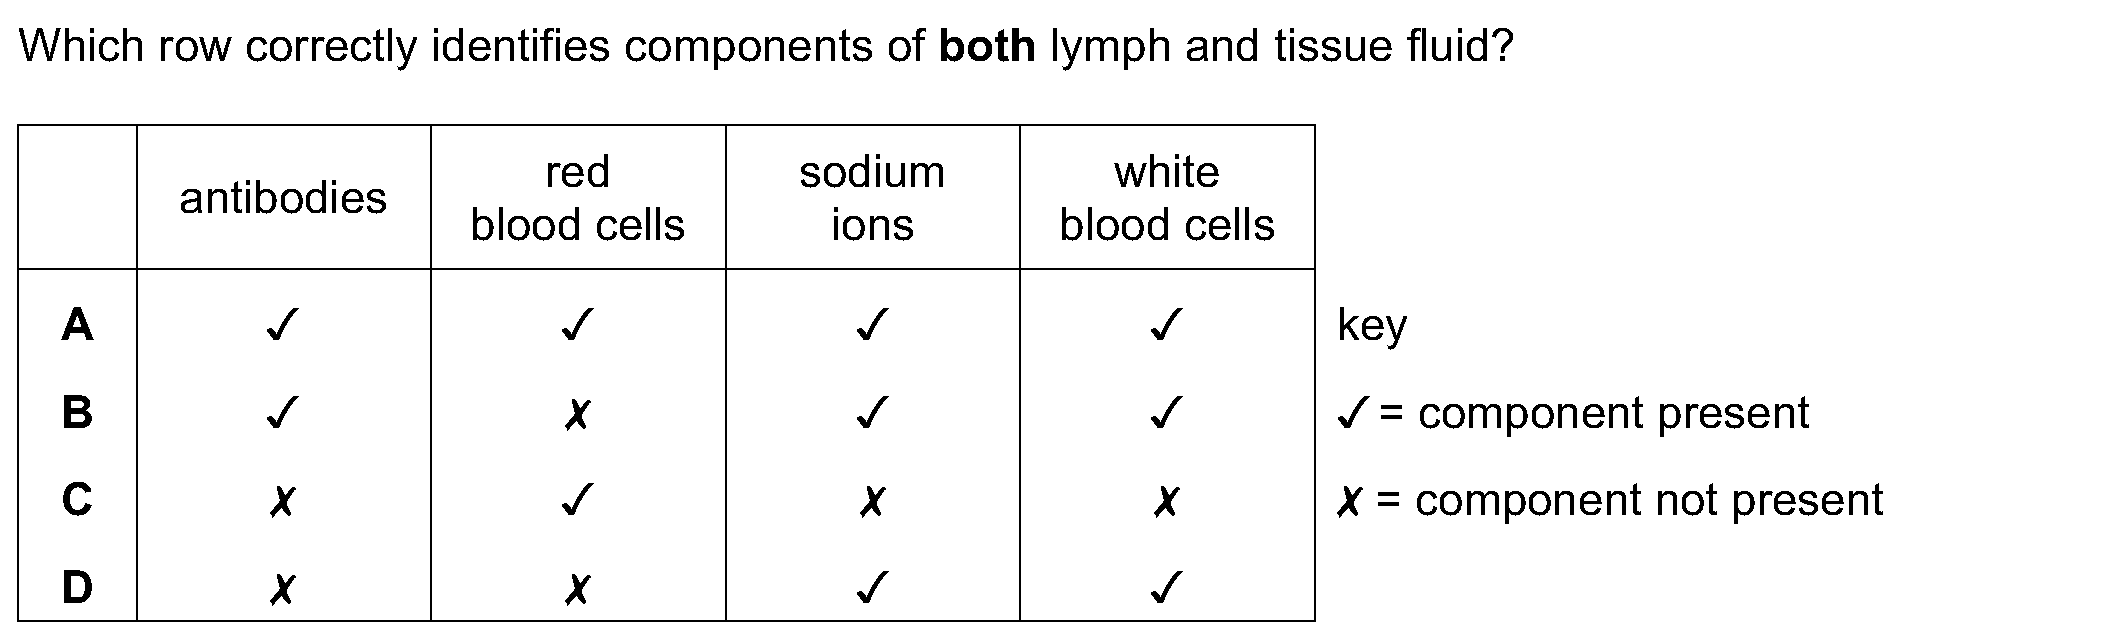 Which row correctly identifies components of both lymph and tissue fluid?
antibodies red blood cells sodium ions white blood cells
A ✓ ✓ ✓ ✓ key
B ✓ ✗ ✓ ✓ ✓ = component present
C ✗ ✓ ✗ ✗ ✗ = component not present
D ✗ ✗ ✓ ✓